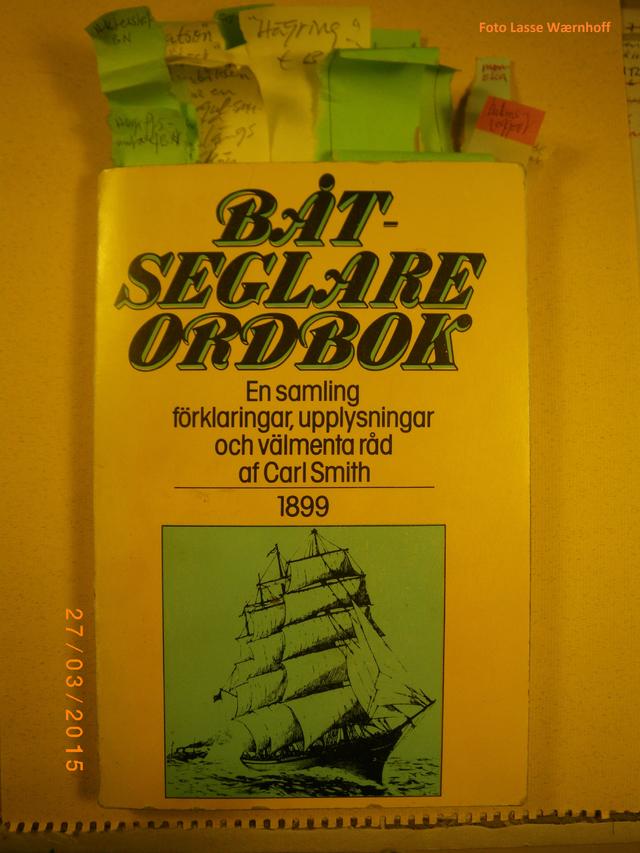 Foto Lasse Wærnhoff
"Hägring"
BÅT-
SEGLARE
ORDBOK
En samling
förklaringar, upplysningar
och välmenta råd
af Carl Smith
1899
27/03/2015